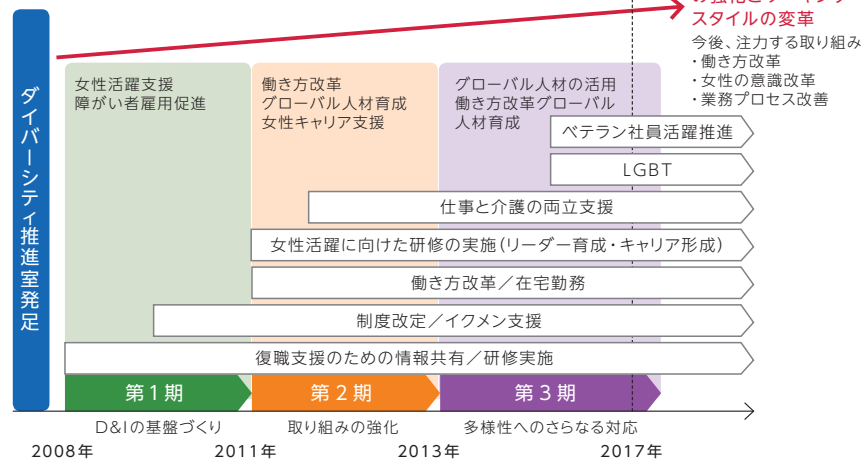 スタイルの変革
今後、注力する取り組み
・働き方改革
・女性の意識改革
・業務プロセス改善
ダイバーシティ推進室発足
女性活躍支援
障がい者雇用促進
働き方改革
グローバル人材育成
女性キャリア支援
グローバル人材の活用
働き方改革グローバル
人材育成
ベテラン社員活躍推進
LGBT
仕事と介護の両立支援
女性活躍に向けた研修の実施(リーダー育成・キャリア形成)
働き方改革／在宅勤務
制度改定／イクメン支援
復職支援のための情報共有／研修実施
第1期
第2期
第3期
D&Iの基盤づくり
取り組みの強化
多様性へのさらなる対応
2008年
2011年
2013年
2017年